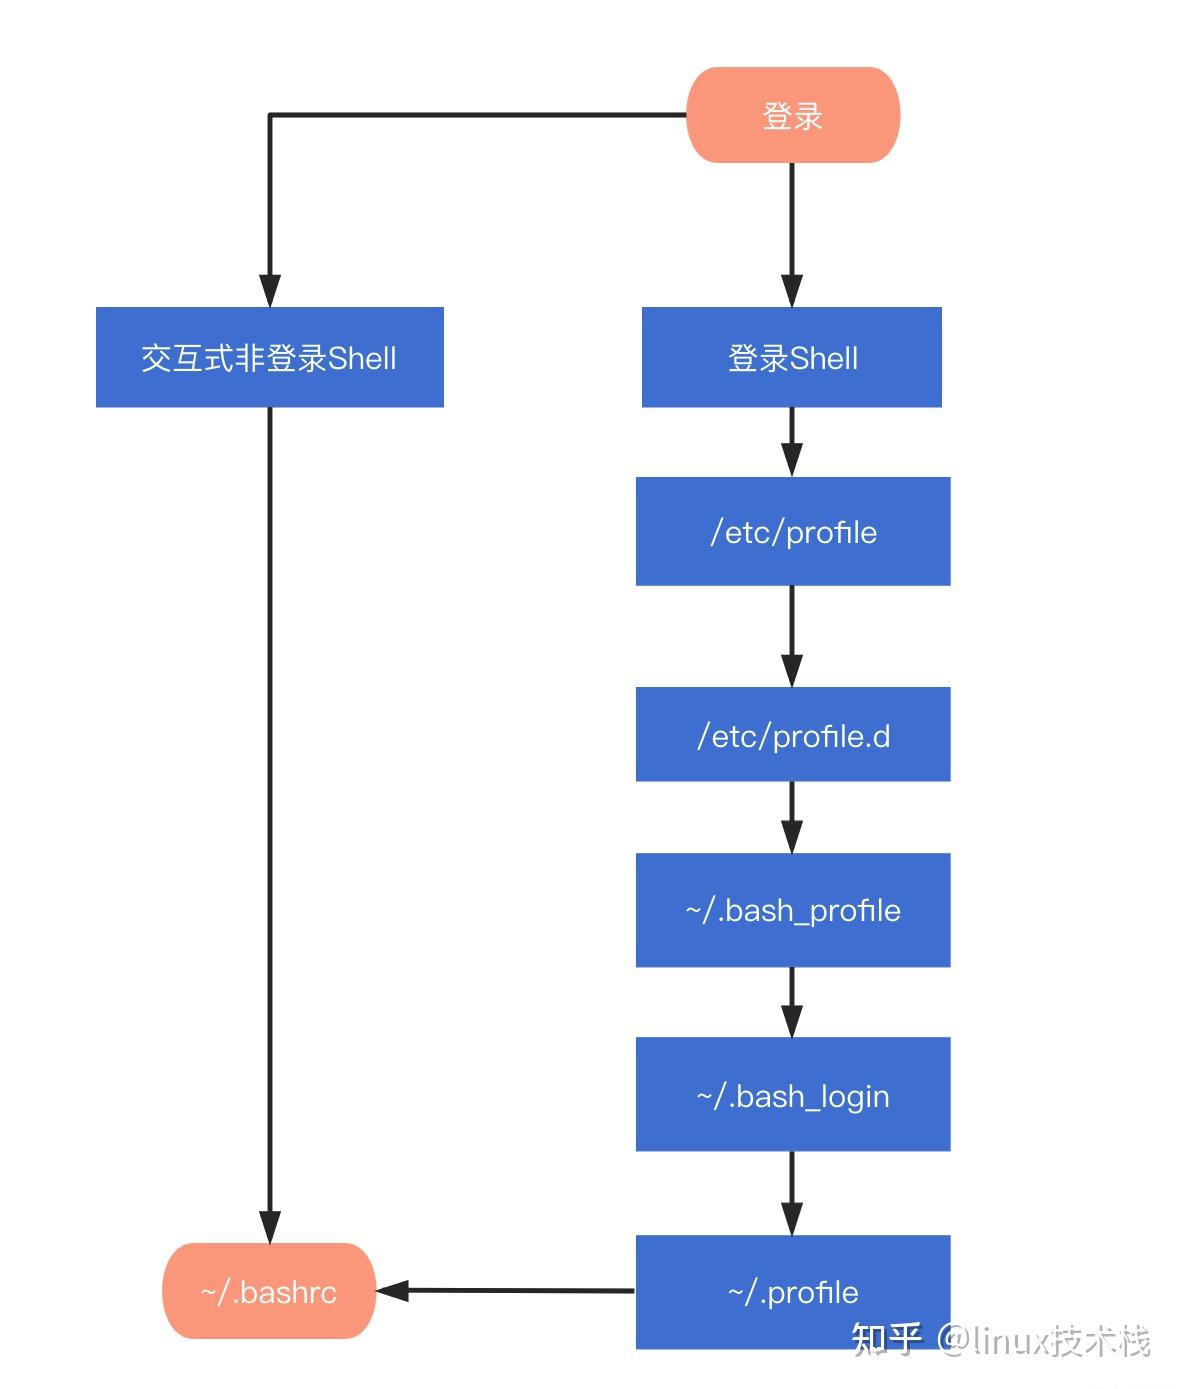 登录
交互式非登录Shell
登录Shell
/etc/profile
/etc/profile.d
~/.bash_profile
~/.bash_login
~/.bashrc
~/.profile
知乎 @linux技术栈